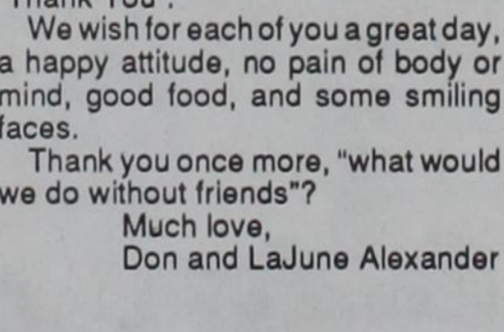 Thank You".
We wish for each of you a great day,
a happy attitude, no pain of body or
mind, good food, and some smiling
faces.
Thank you once more, "what would
we do without friends"?
Much love,
Don and LaJune Alexander